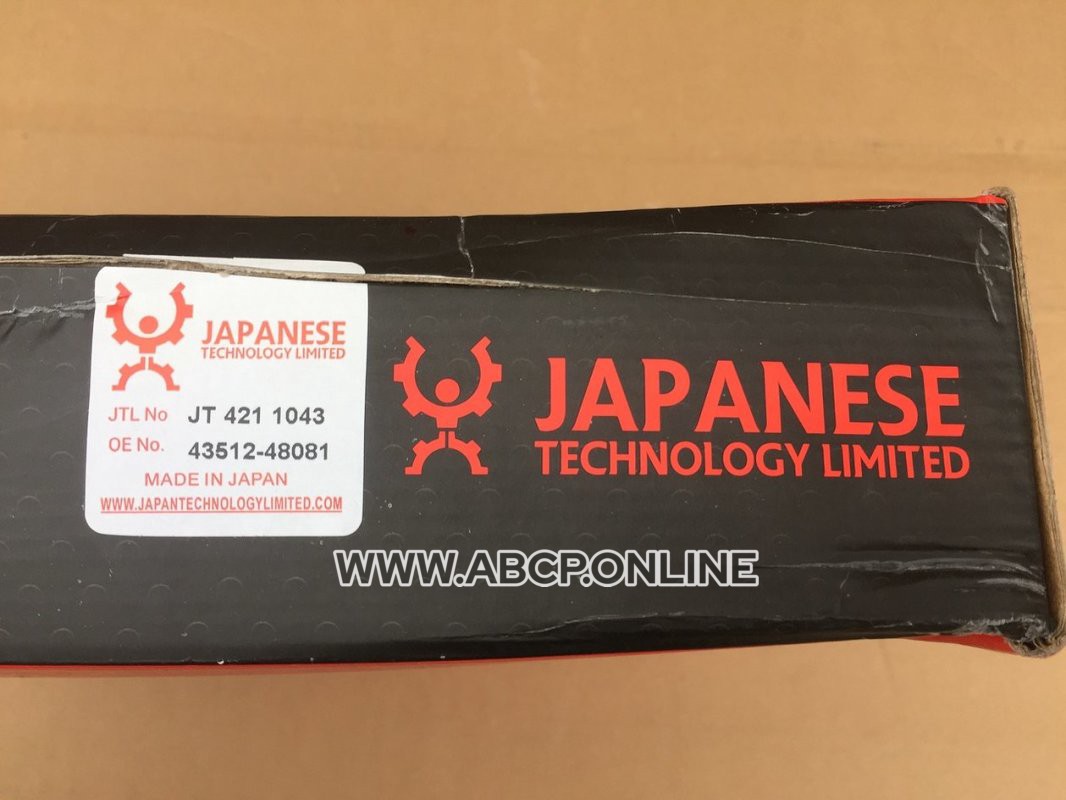 JAPANESE
TECHNOLOGY LIMITED
JTL No JT 421 1043
OE No. 43512-48081
MADE IN JAPAN
WWW.JAPANTECHNOLOGYLIMITED.COM
JAPANESE
TECHNOLOGY LIMITED
WWW.ABCP.ONLINE